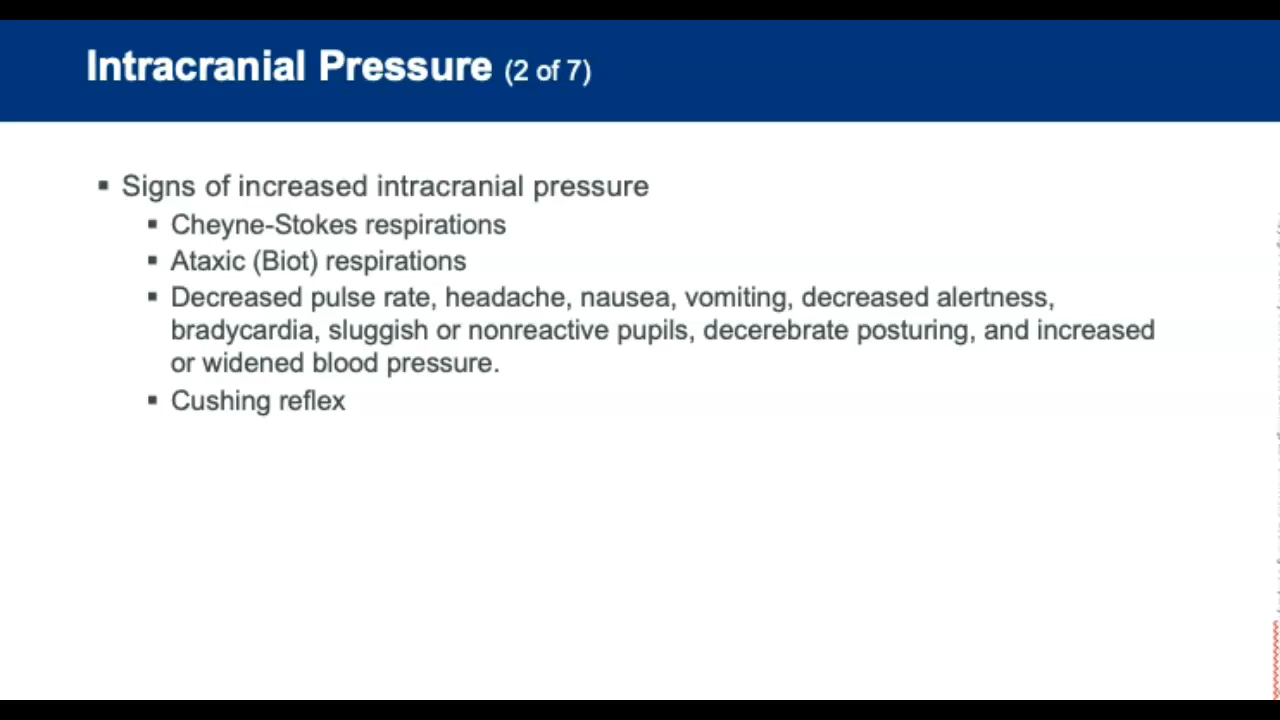 Intracranial Pressure (2 of 7)
▪ Signs of increased intracranial pressure
▪ Cheyne-Stokes respirations
▪ Ataxic (Biot) respirations
▪ Decreased pulse rate, headache, nausea, vomiting, decreased alertness,
bradycardia, sluggish or nonreactive pupils, decerebrate posturing, and increased
or widened blood pressure.
▪ Cushing reflex